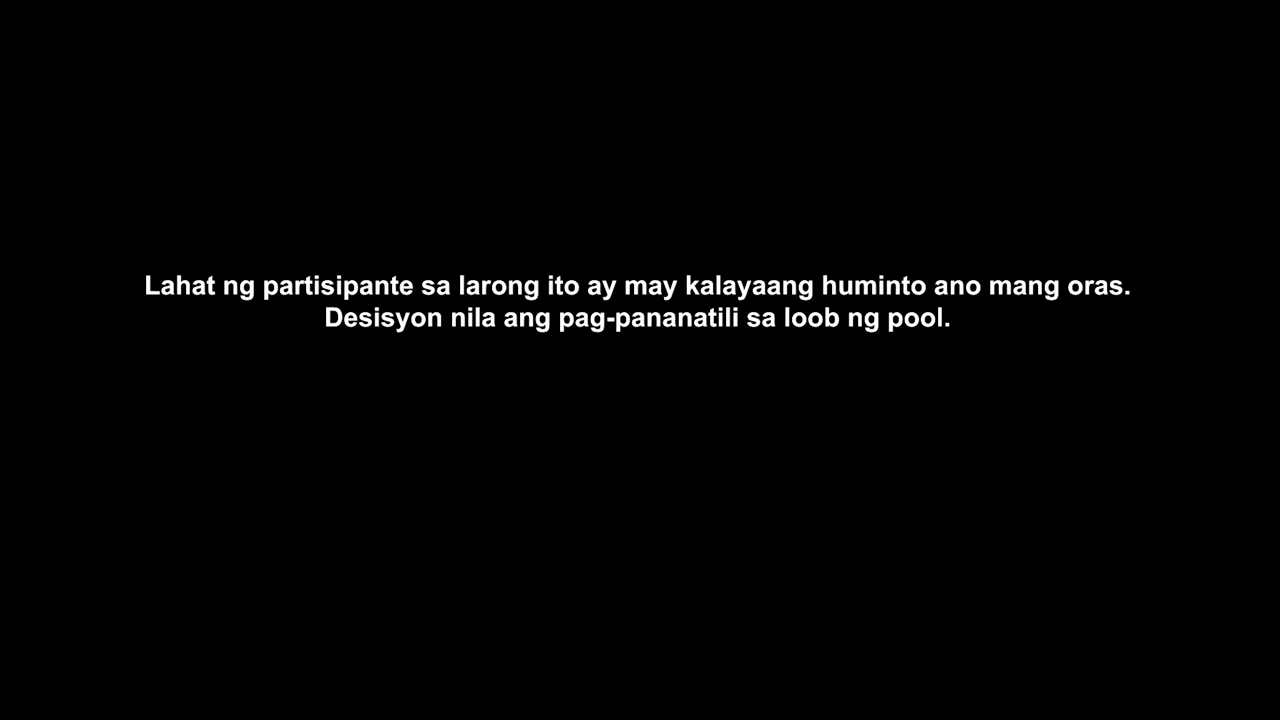 Lahat ng partisipante sa larong ito ay may kalayaang huminto ano mang oras.
Desisyon nila ang pag-pananatili sa loob ng pool.